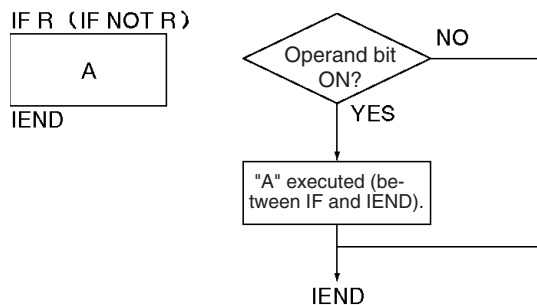 IF R (IF NOT R)
A
IEND
Operand bit
ON?
NO
YES
"A" executed (be-
tween IF and IEND).
IEND